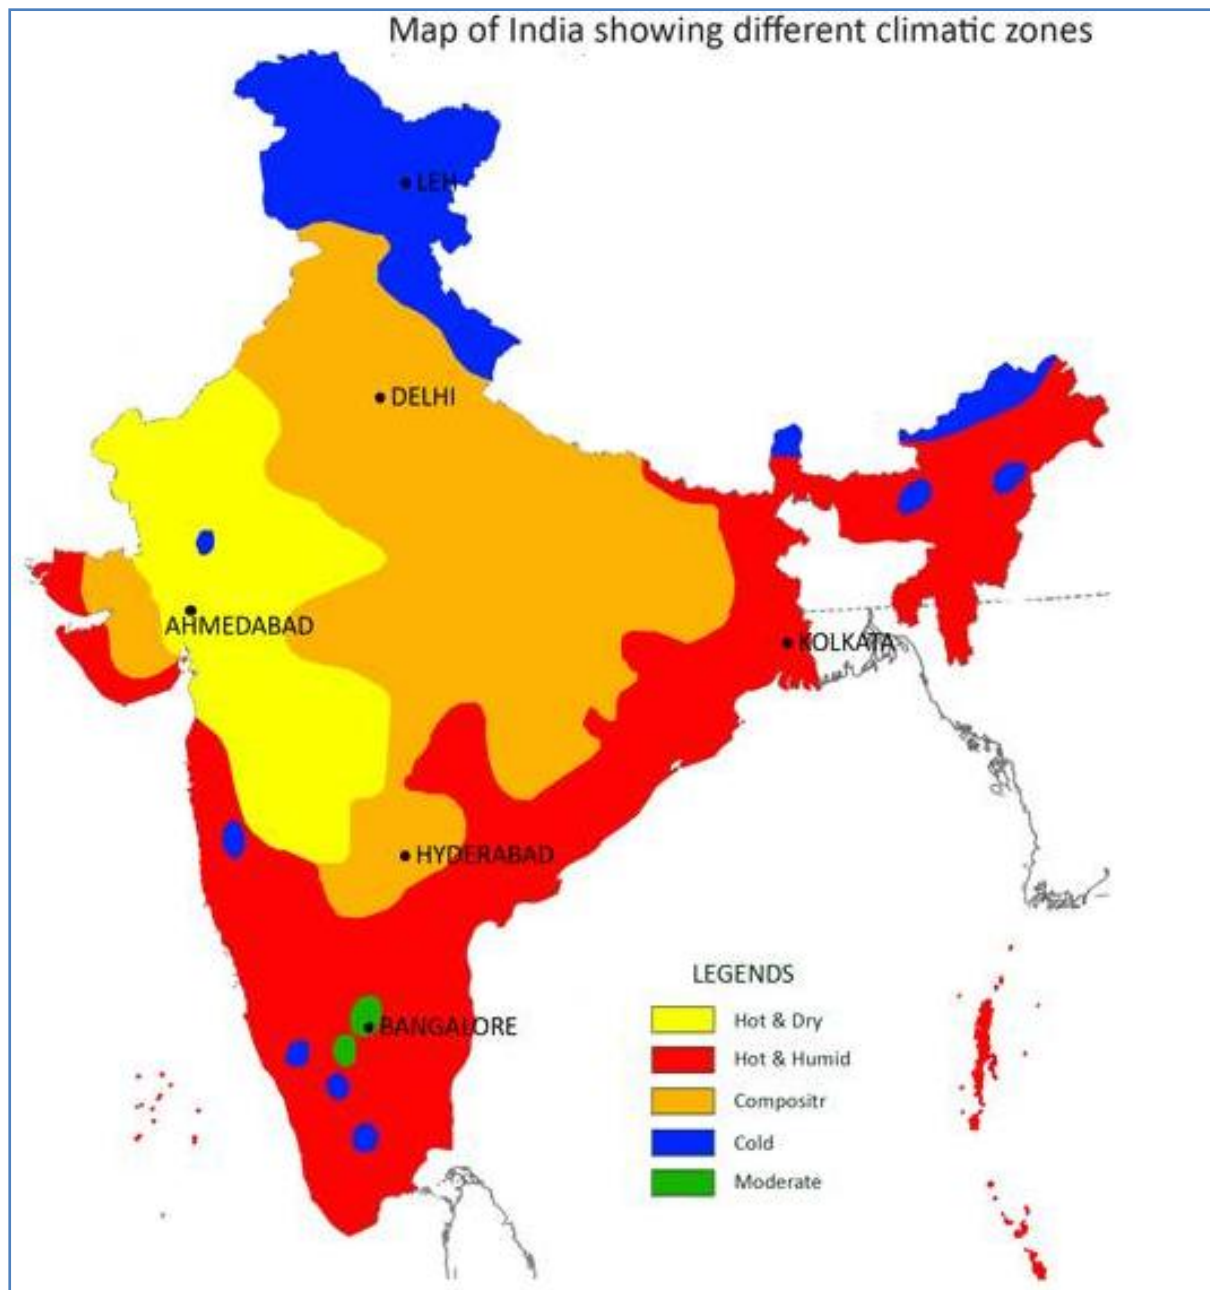 Map of India showing different climatic zones
LEH
DELHI
AHMEDABAD
KOLKATA
HYDERABAD
BANGALORE
LEGENDS
Hot & Dry
Hot & Humid
Compositr
Cold
Moderate